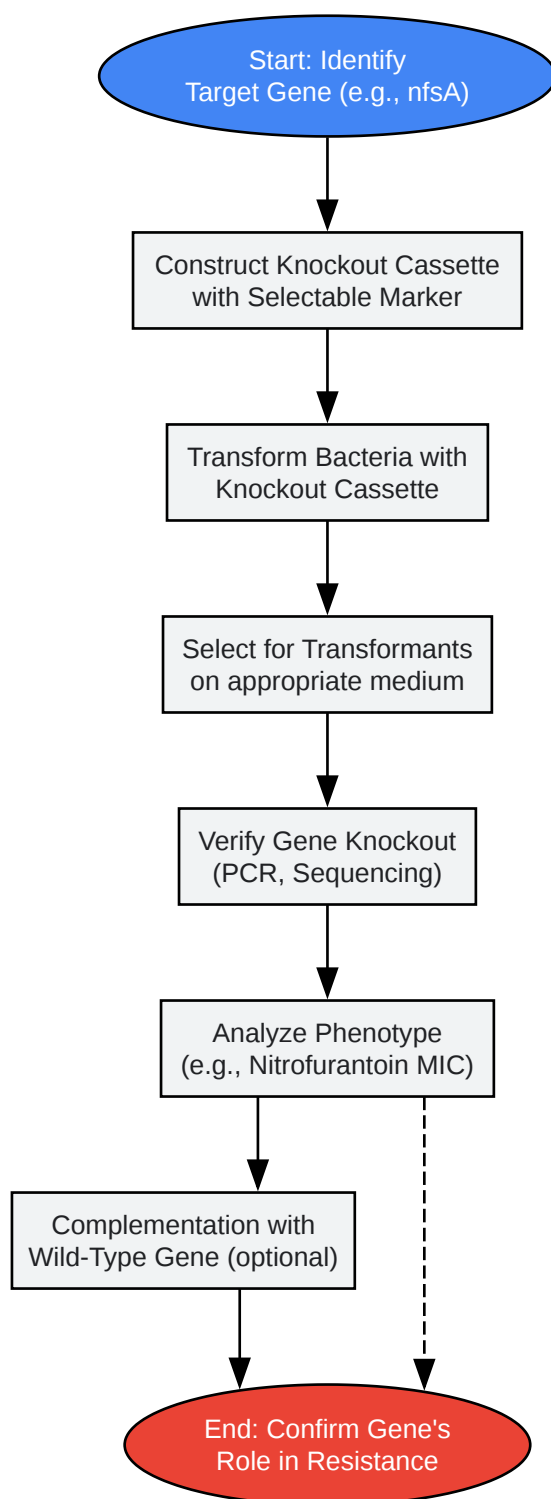 Start: Identify
Target Gene (e.g., nfsA)
Construct Knockout Cassette
with Selectable Marker
Transform Bacteria with
Knockout Cassette
Select for Transformants
on appropriate medium
Verify Gene Knockout
(PCR, Sequencing)
Analyze Phenotype
(e.g., Nitrofurantoin MIC)
Complementation with
Wild-Type Gene (optional)
End: Confirm Gene's
Role in Resistance